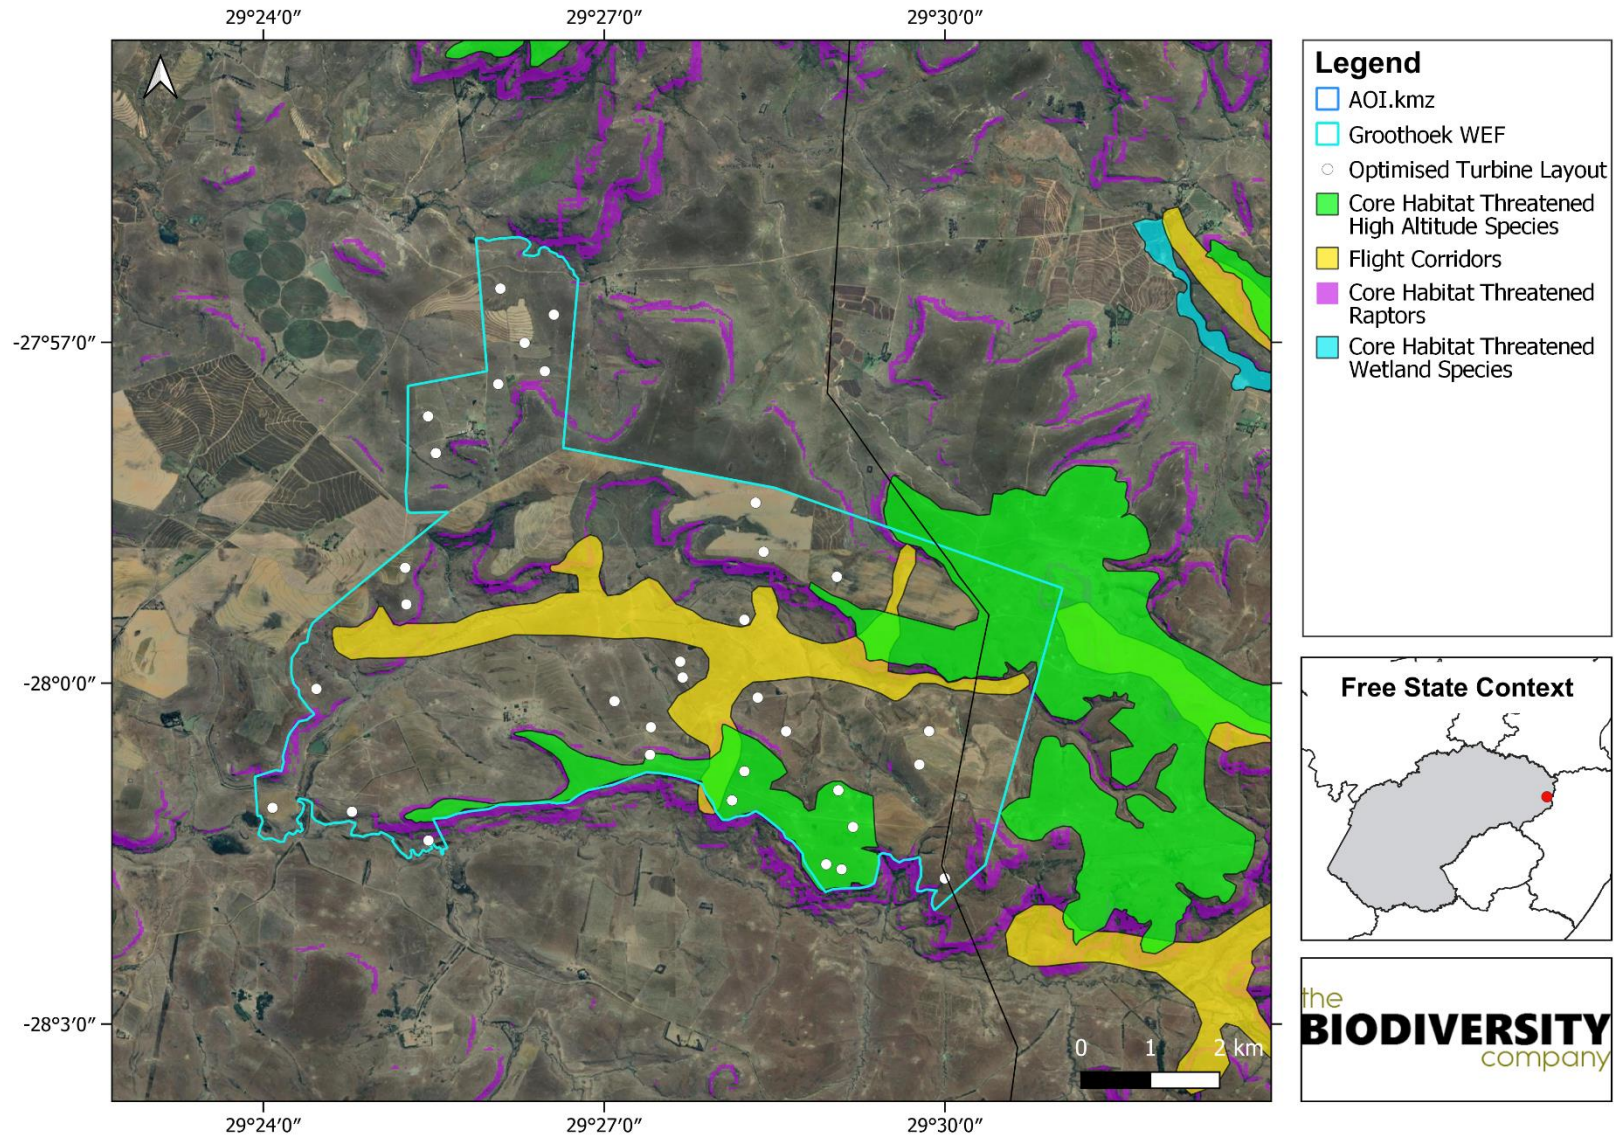 29°24′0″ 29°27′0″ 29°30′0″
-27°57′0″
-28°0′0″
-28°3′0″
0 1 2 km
29°24′0″ 29°27′0″ 29°30′0″
Legend
AOI.kmz
Groothoek WEF
Optimised Turbine Layout
Core Habitat Threatened
High Altitude Species
Flight Corridors
Core Habitat Threatened
Raptors
Core Habitat Threatened
Wetland Species
Free State Context
the
BIODIVERSITY
company